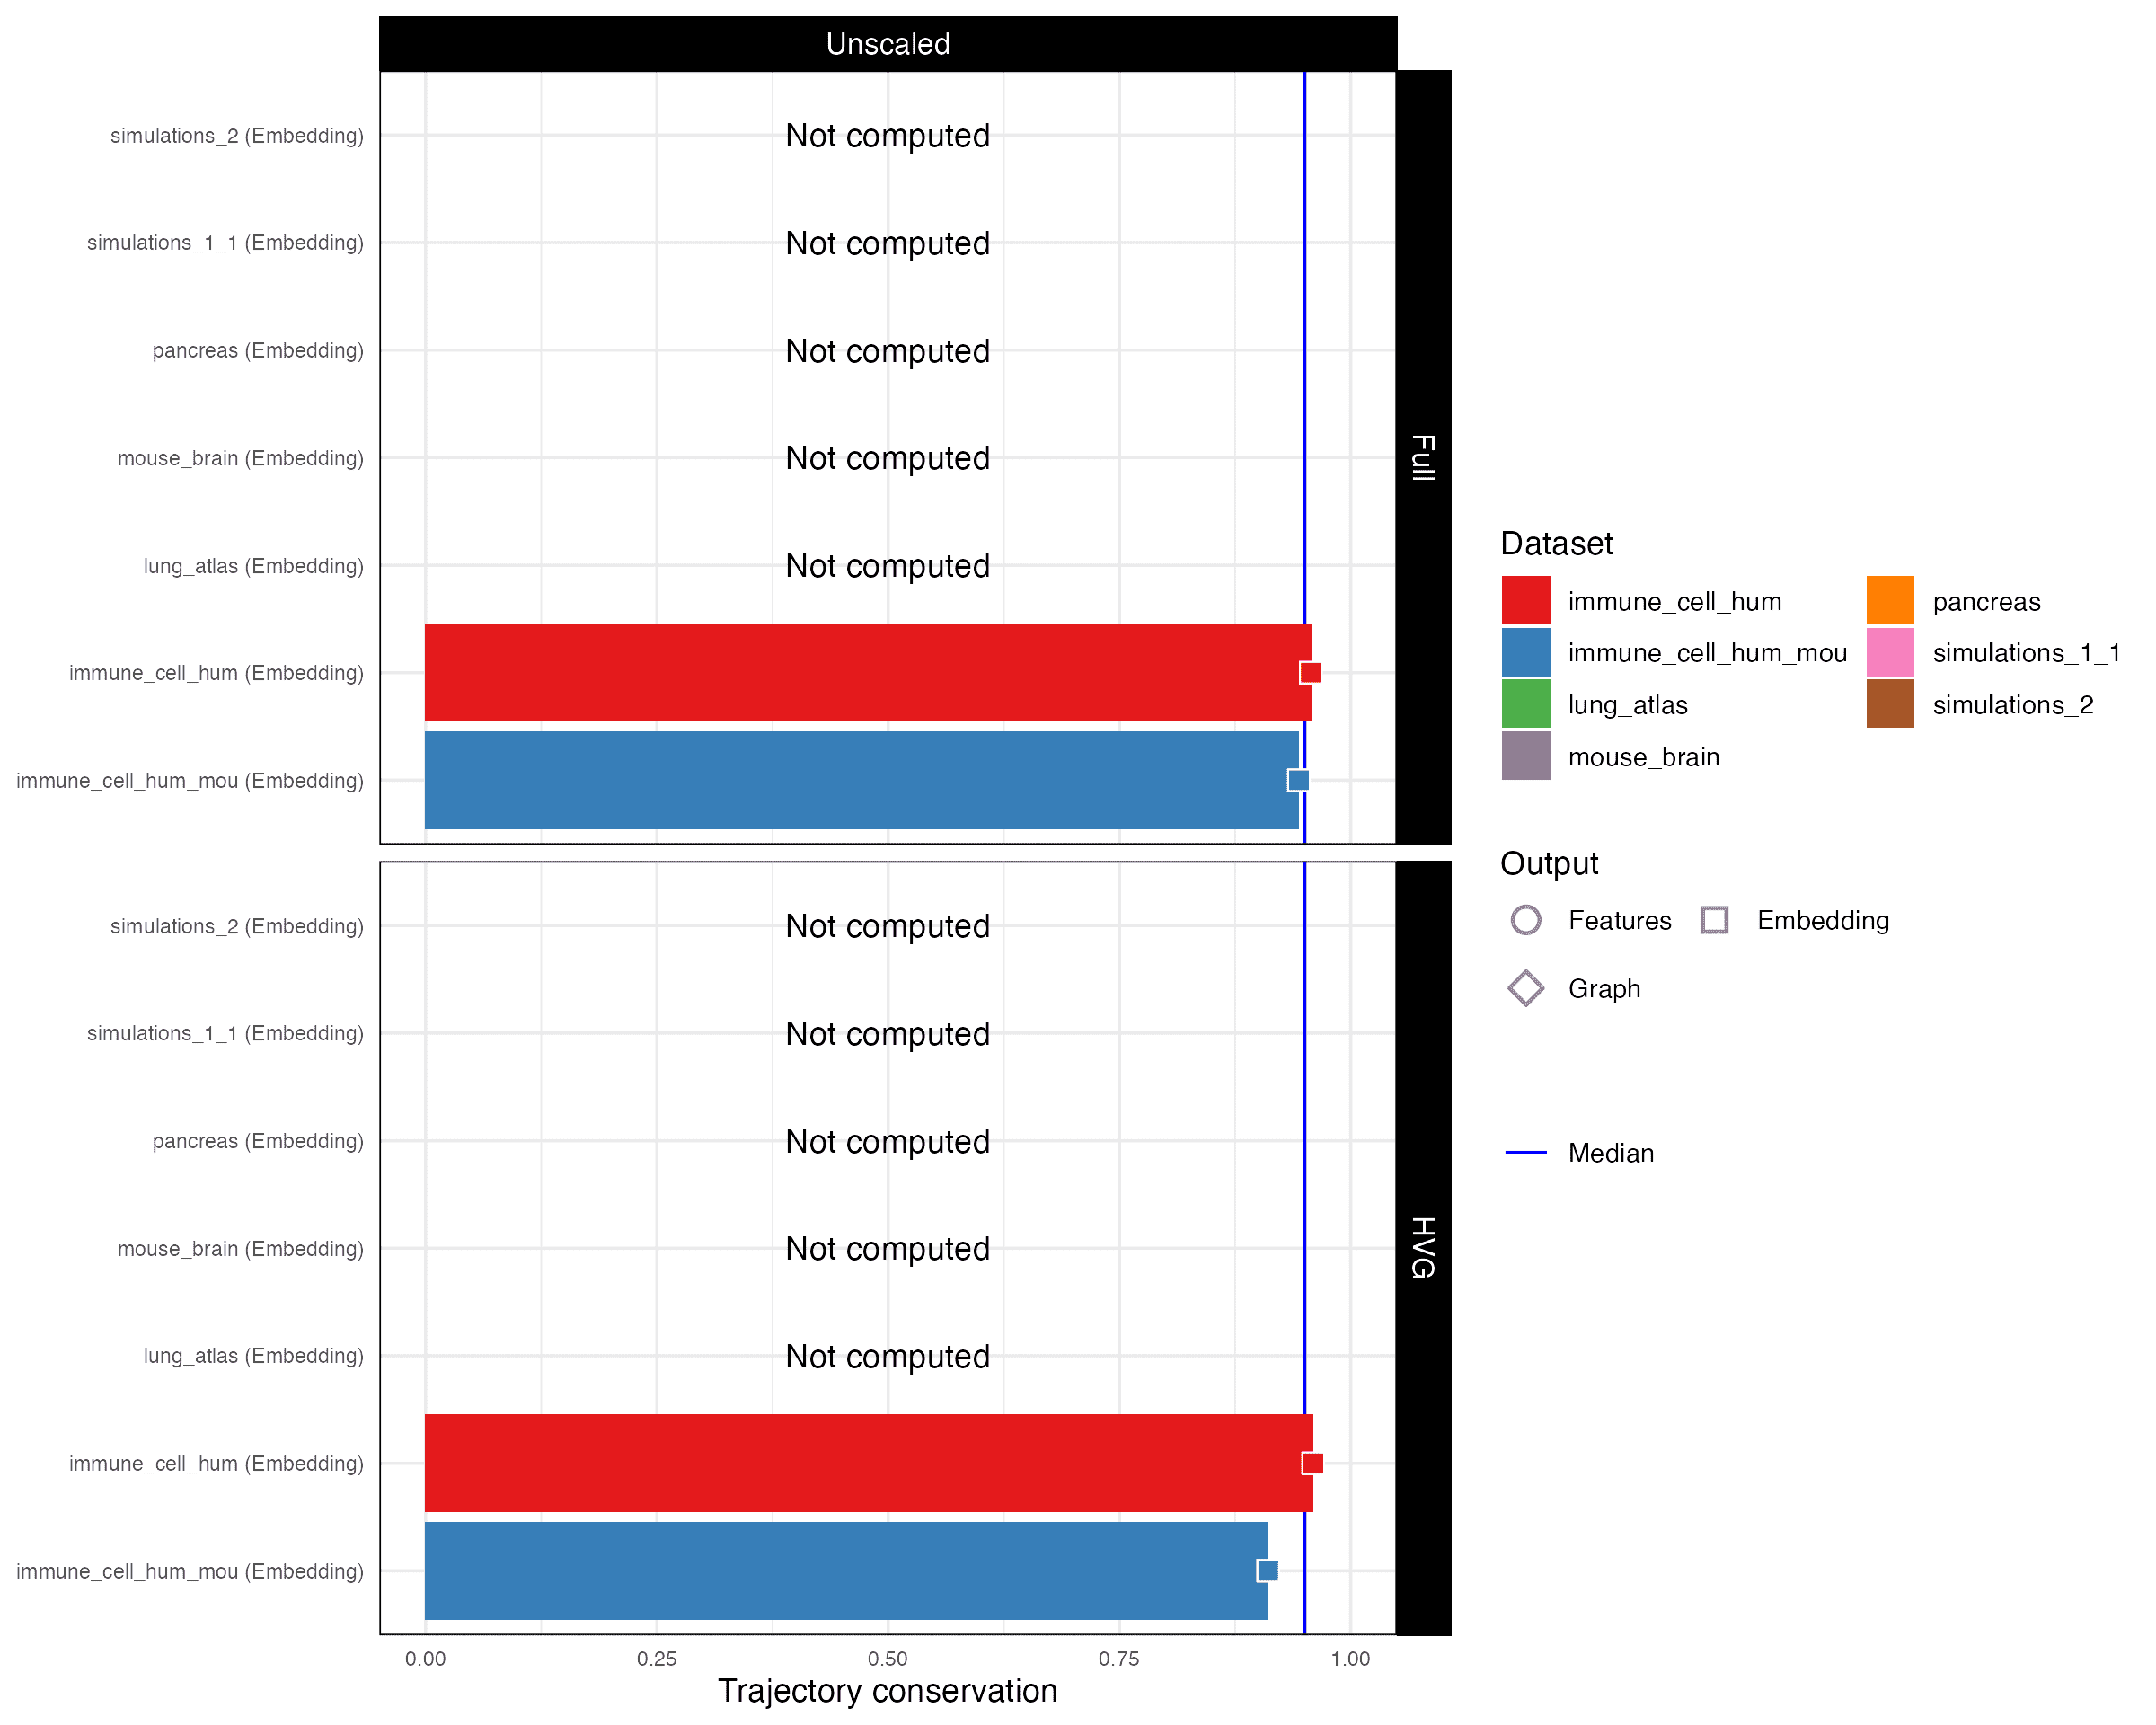 Unscaled
simulations_2 (Embedding)
Not computed
simulations_1_1 (Embedding)
Not computed
pancreas (Embedding)
Not computed
mouse_brain (Embedding)
Not computed
lung_atlas (Embedding)
Not computed
immune_cell_hum (Embedding)
immune_cell_hum_mou (Embedding)
Full
simulations_2 (Embedding)
Not computed
simulations_1_1 (Embedding)
Not computed
pancreas (Embedding)
Not computed
mouse_brain (Embedding)
Not computed
lung_atlas (Embedding)
Not computed
immune_cell_hum (Embedding)
immune_cell_hum_mou (Embedding)
HVG
0.00 0.25 0.50 0.75 1.00
Trajectory conservation
Dataset
immune_cell_hum pancreas
immune_cell_hum_mou simulations_1_1
lung_atlas simulations_2
mouse_brain
Output
Features Embedding
Graph
Median